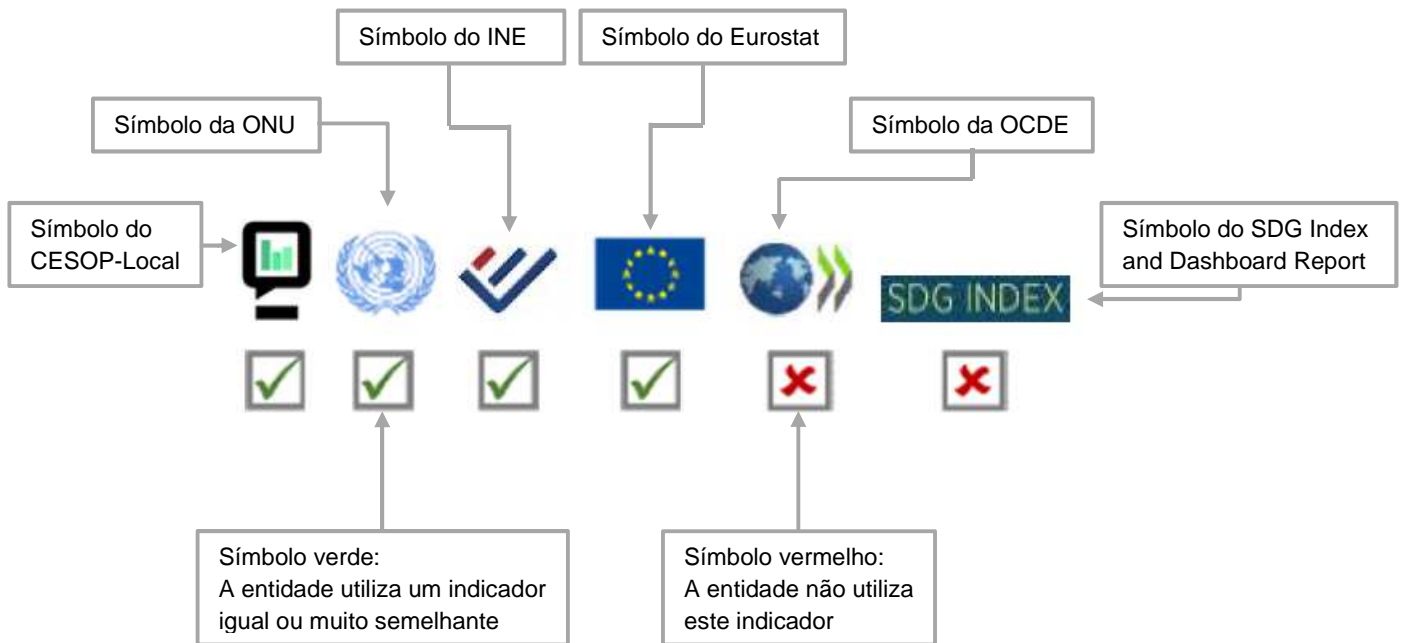 Símbolo do INE
Símbolo do Eurostat
Símbolo da ONU
Símbolo da OCDE
Símbolo do
CESOP-Local
Símbolo do SDG Index
and Dashboard Report
SDG INDEX
Símbolo verde:
A entidade utiliza um indicador
igual ou muito semelhante
Símbolo vermelho:
A entidade não utiliza
este indicador